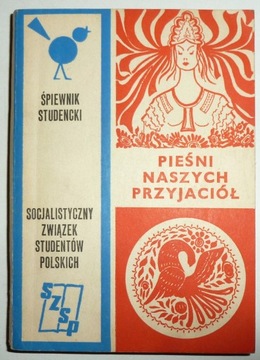 ŚPIEWNIK
STUDENCKI
PIEŚNI
NASZYCH
PRZYJACIÓŁ
SOCJALISTYCZNY
ZWIĄZEK
STUDENTÓW
POLSKICH
SZSP